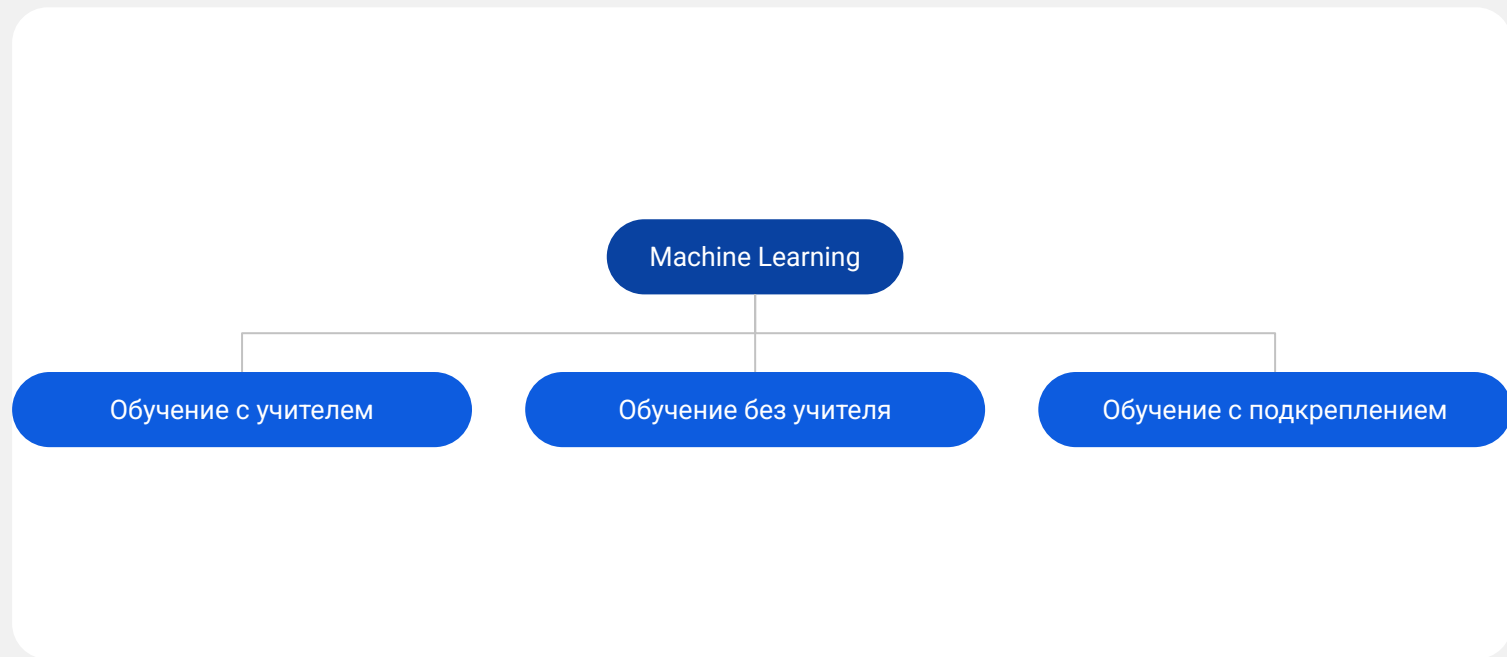 Machine Learning
Обучение с учителем
Обучение без учителя
Обучение с подкреплением